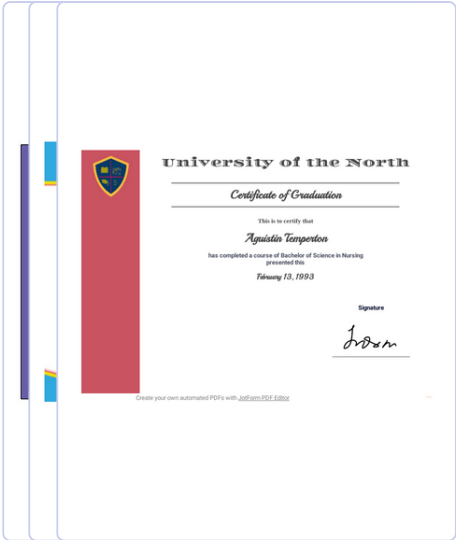 University of the North
Certificate of Graduation
This is to certify that
Aguistin Temperton
has completed a course of Bachelor of Science in Nursing
presented this
February 13, 1993
Signature
Create your own automated PDFs with JotForm PDF Editor